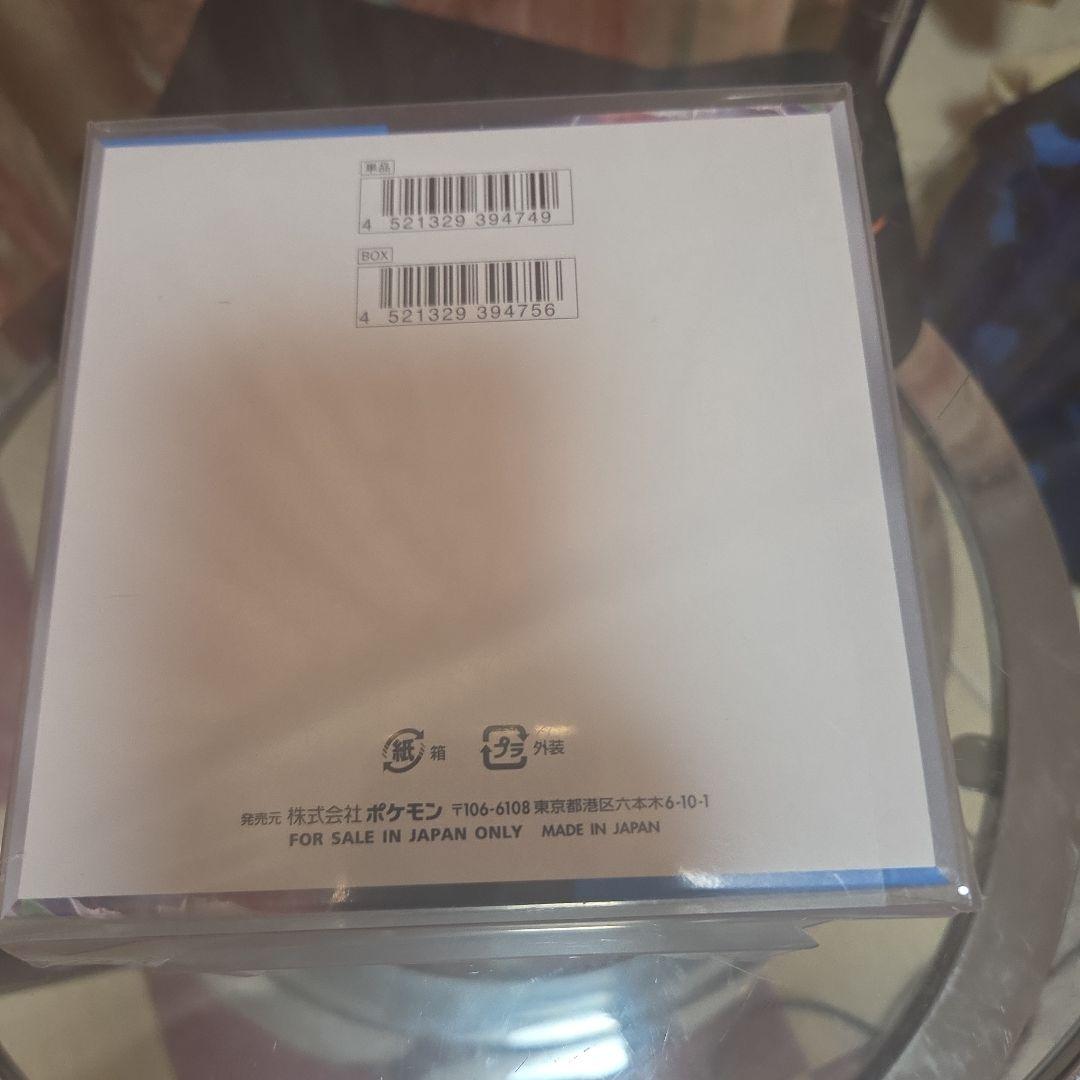 単品
4 521329 394749
BOX
4 521329 394756
紙 箱 プラ 外装
発売元 株式会社ポケモン 〒106-6108 東京都港区六本木6-10-1
FOR SALE IN JAPAN ONLY MADE IN JAPAN